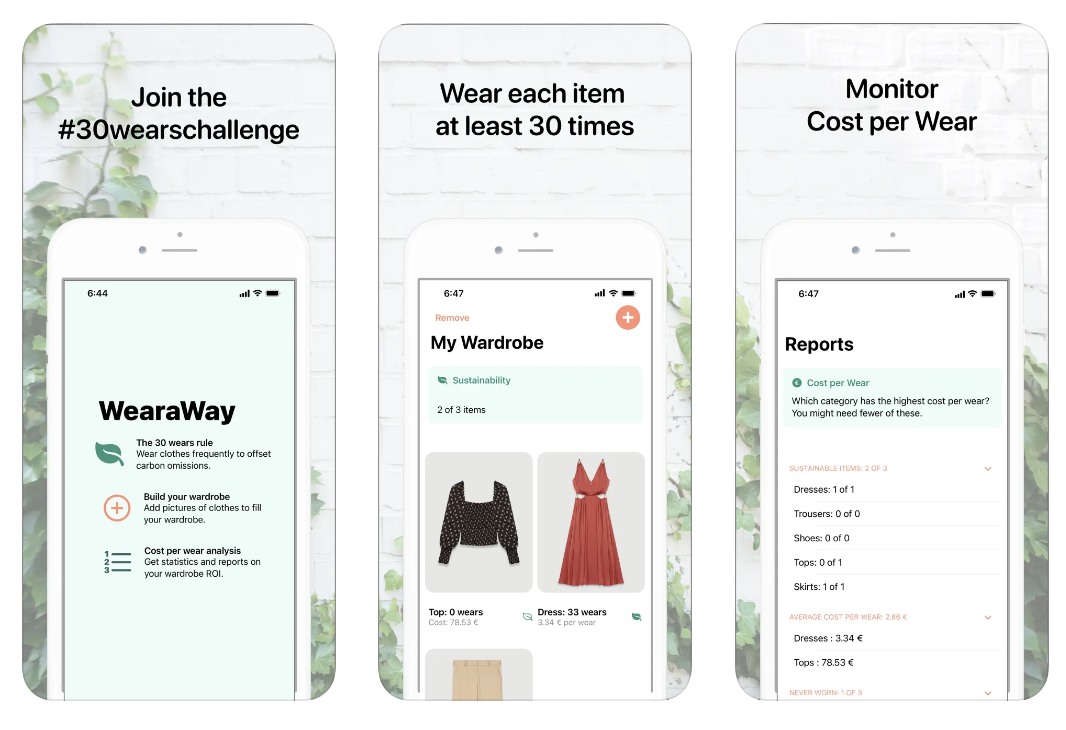 Join the
#30wearschallenge
6:44
WearaWay
The 30 wears rule
Wear clothes frequently to offset
carbon omissions.
Build your wardrobe
Add pictures of clothes to fill
your wardrobe.
1
2
3
Cost per wear analysis
Get statistics and reports on
your wardrobe ROI.
Wear each item
at least 30 times
6:47
Remove
My Wardrobe
Sustainability
2 of 3 items
Top: 0 wears
Cost: 78.53 €
Dress: 33 wears
3.34 € per wear
Monitor
Cost per Wear
6:47
Reports
€ Cost per Wear
Which category has the highest cost per wear?
You might need fewer of these.
SUSTAINABLE ITEMS: 2 OF 3
Dresses: 1 of 1
Trousers: 0 of 0
Shoes: 0 of 0
Tops: 0 of 1
Skirts: 1 of 1
AVERAGE COST PER WEAR: 2.86 €
Dresses : 3.34 €
Tops : 78.53 €
NEVER WORN: 1 OF 3